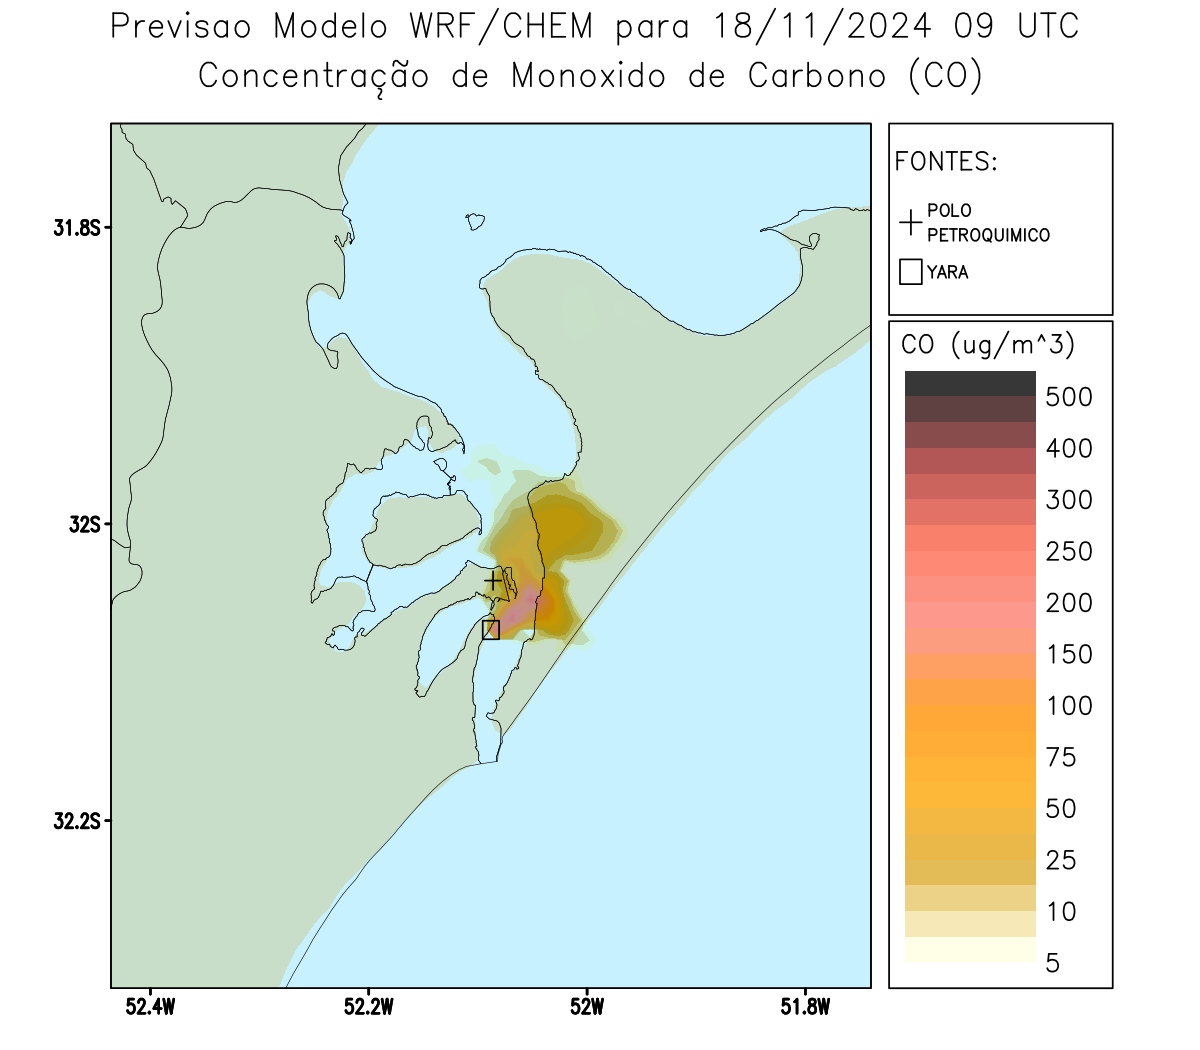 Previsao Modelo WRF/CHEM para 18/11/2024 09 UTC
Concentração de Monoxido de Carbono (CO)
FONTES:
POLO
PETROQUIMICO
YARA
CO (ug/m^3)
500
400
300
250
200
150
100
75
50
25
10
5
31.8S
32S
32.2S
52.4W
52.2W
52W
51.8W